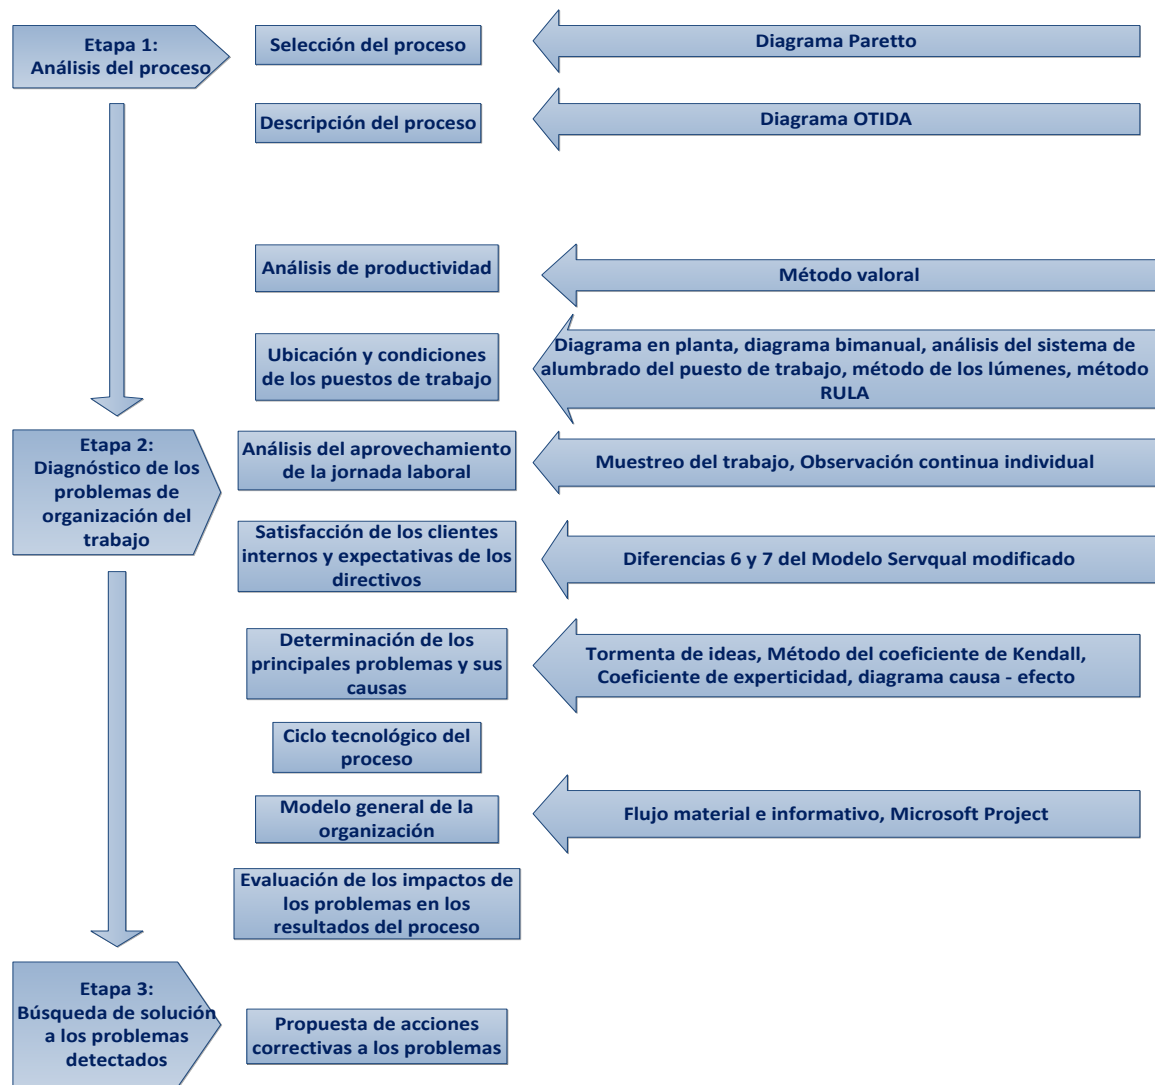 Etapa 1:
Análisis del proceso
Selección del proceso
Diagrama Paretto
Descripción del proceso
Diagrama OTIDA
Análisis de productividad
Método valoral
Ubicación y condiciones
de los puestos de trabajo
Diagrama en planta, diagrama bimanual, análisis del sistema de
alumbrado del puesto de trabajo, método de los lúmenes, método
RULA
Etapa 2:
Diagnóstico de los
problemas de
organización del
trabajo
Análisis del aprovechamiento
de la jornada laboral
Muestreo del trabajo, Observación continua individual
Satisfacción de los clientes
internos y expectativas de los
directivos
Diferencias 6 y 7 del Modelo Servqual modificado
Determinación de los
principales problemas y sus
causas
Tormenta de ideas, Método del coeficiente de Kendall,
Coeficiente de experticidad, diagrama causa - efecto
Ciclo tecnológico del
proceso
Modelo general de la
organización
Flujo material e informativo, Microsoft Project
Evaluación de los impactos de
los problemas en los
resultados del proceso
Etapa 3:
Búsqueda de solución
a los problemas
detectados
Propuesta de acciones
correctivas a los problemas